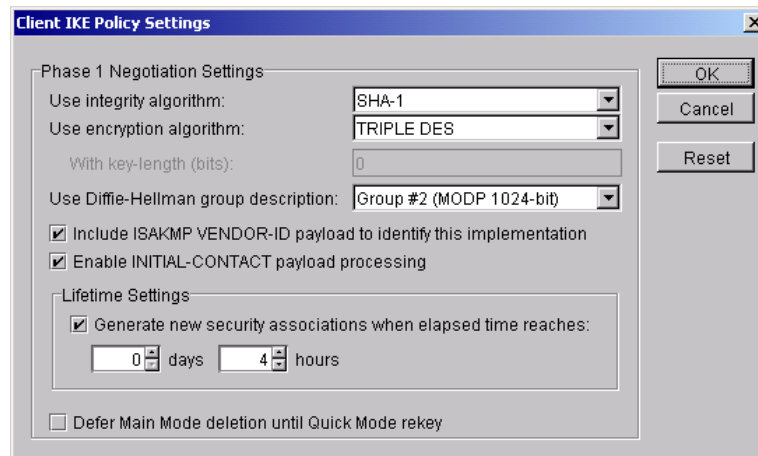 Client IKE Policy Settings
Phase 1 Negotiation Settings
Use integrity algorithm: SHA-1
Use encryption algorithm: TRIPLE DES
With key-length (bits): 0
Use Diffie-Hellman group description: Group #2 (MODP 1024-bit)
Include ISAKMP VENDOR-ID payload to identify this implementation
Enable INITIAL-CONTACT payload processing
Lifetime Settings
Generate new security associations when elapsed time reaches:
0 days 4 hours
Defer Main Mode deletion until Quick Mode rekey
OK
Cancel
Reset